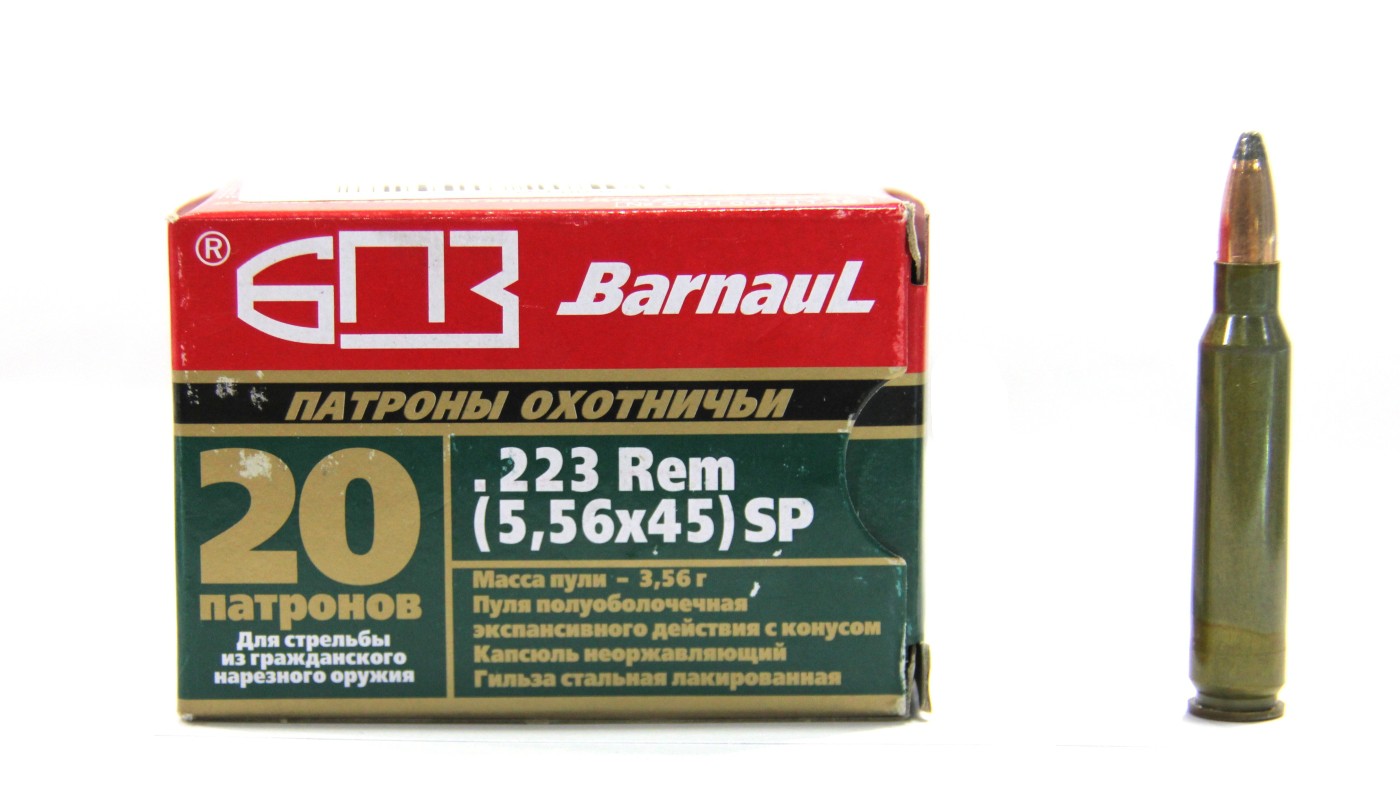 ® БПЗ Barnaul
ПАТРОНЫ ОХОТНИЧЬИ
20
патронов
Для стрельбы
из гражданского
нарезного оружия
.223 Rem
(5,56x45) SP
Масса пули – 3,56 г
Пуля полуоболочечная
экспансивного действия с конусом
Капсюль неоржавляющий
Гильза стальная лакированная